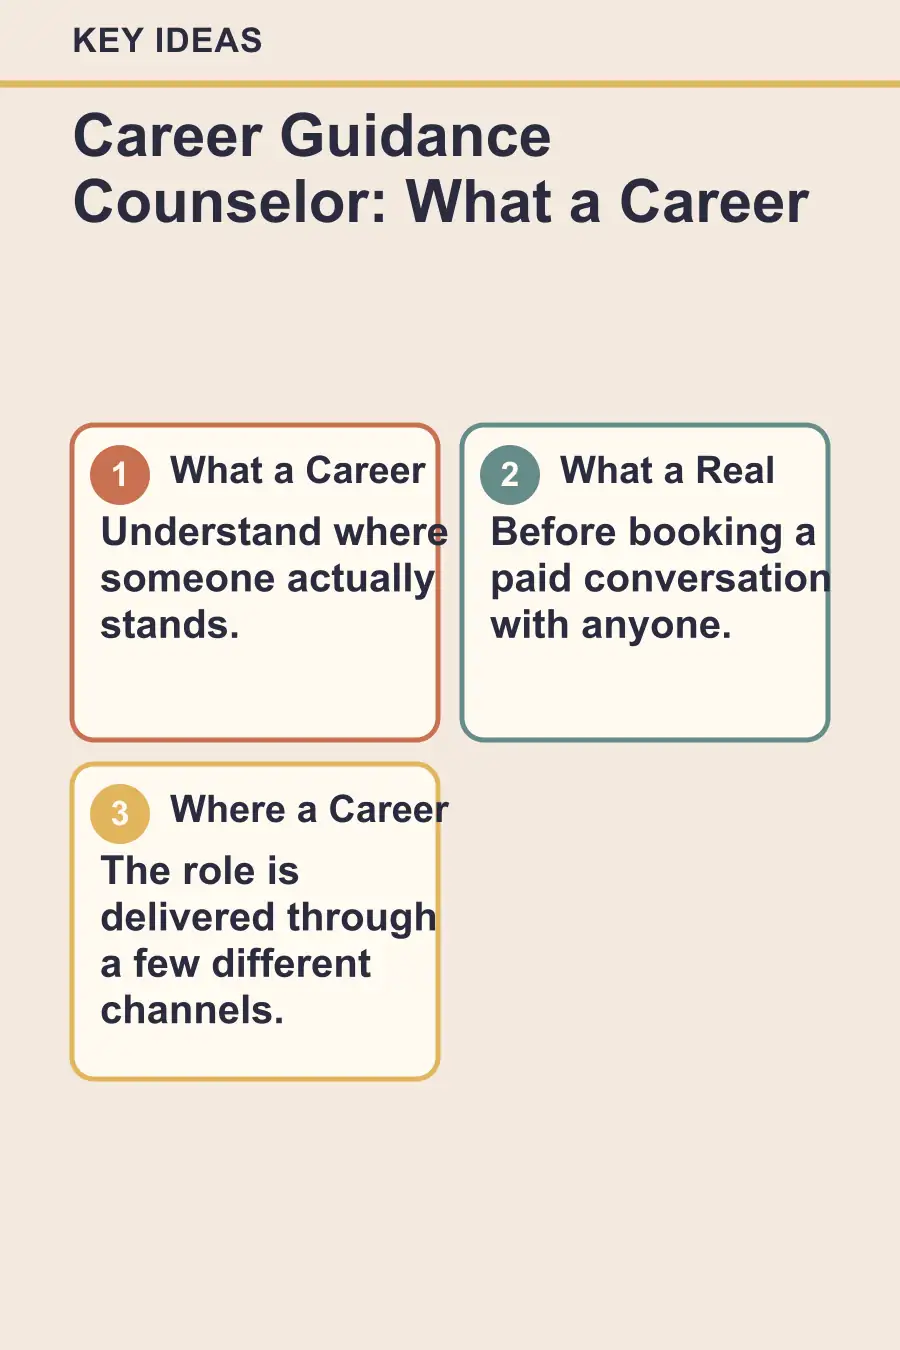 KEY IDEAS
Career Guidance
Counselor: What a Career
1 What a Career
Understand where
someone actually
stands.
2 What a Real
Before booking a
paid conversation
with anyone.
3 Where a Career
The role is
delivered through
a few different
channels.